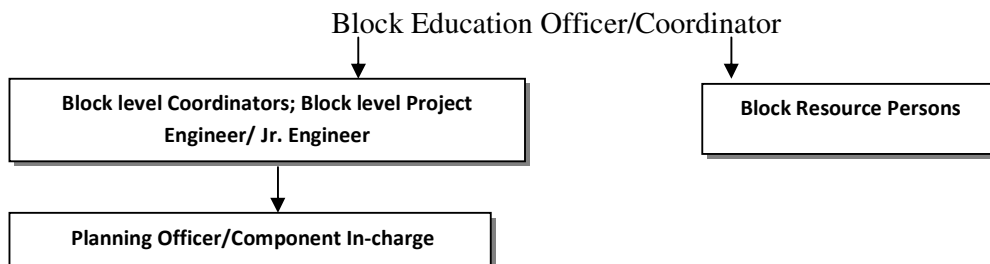 Block Education Officer/Coordinator
Block level Coordinators; Block level Project
Engineer/ Jr. Engineer
Block Resource Persons
Planning Officer/Component In-charge